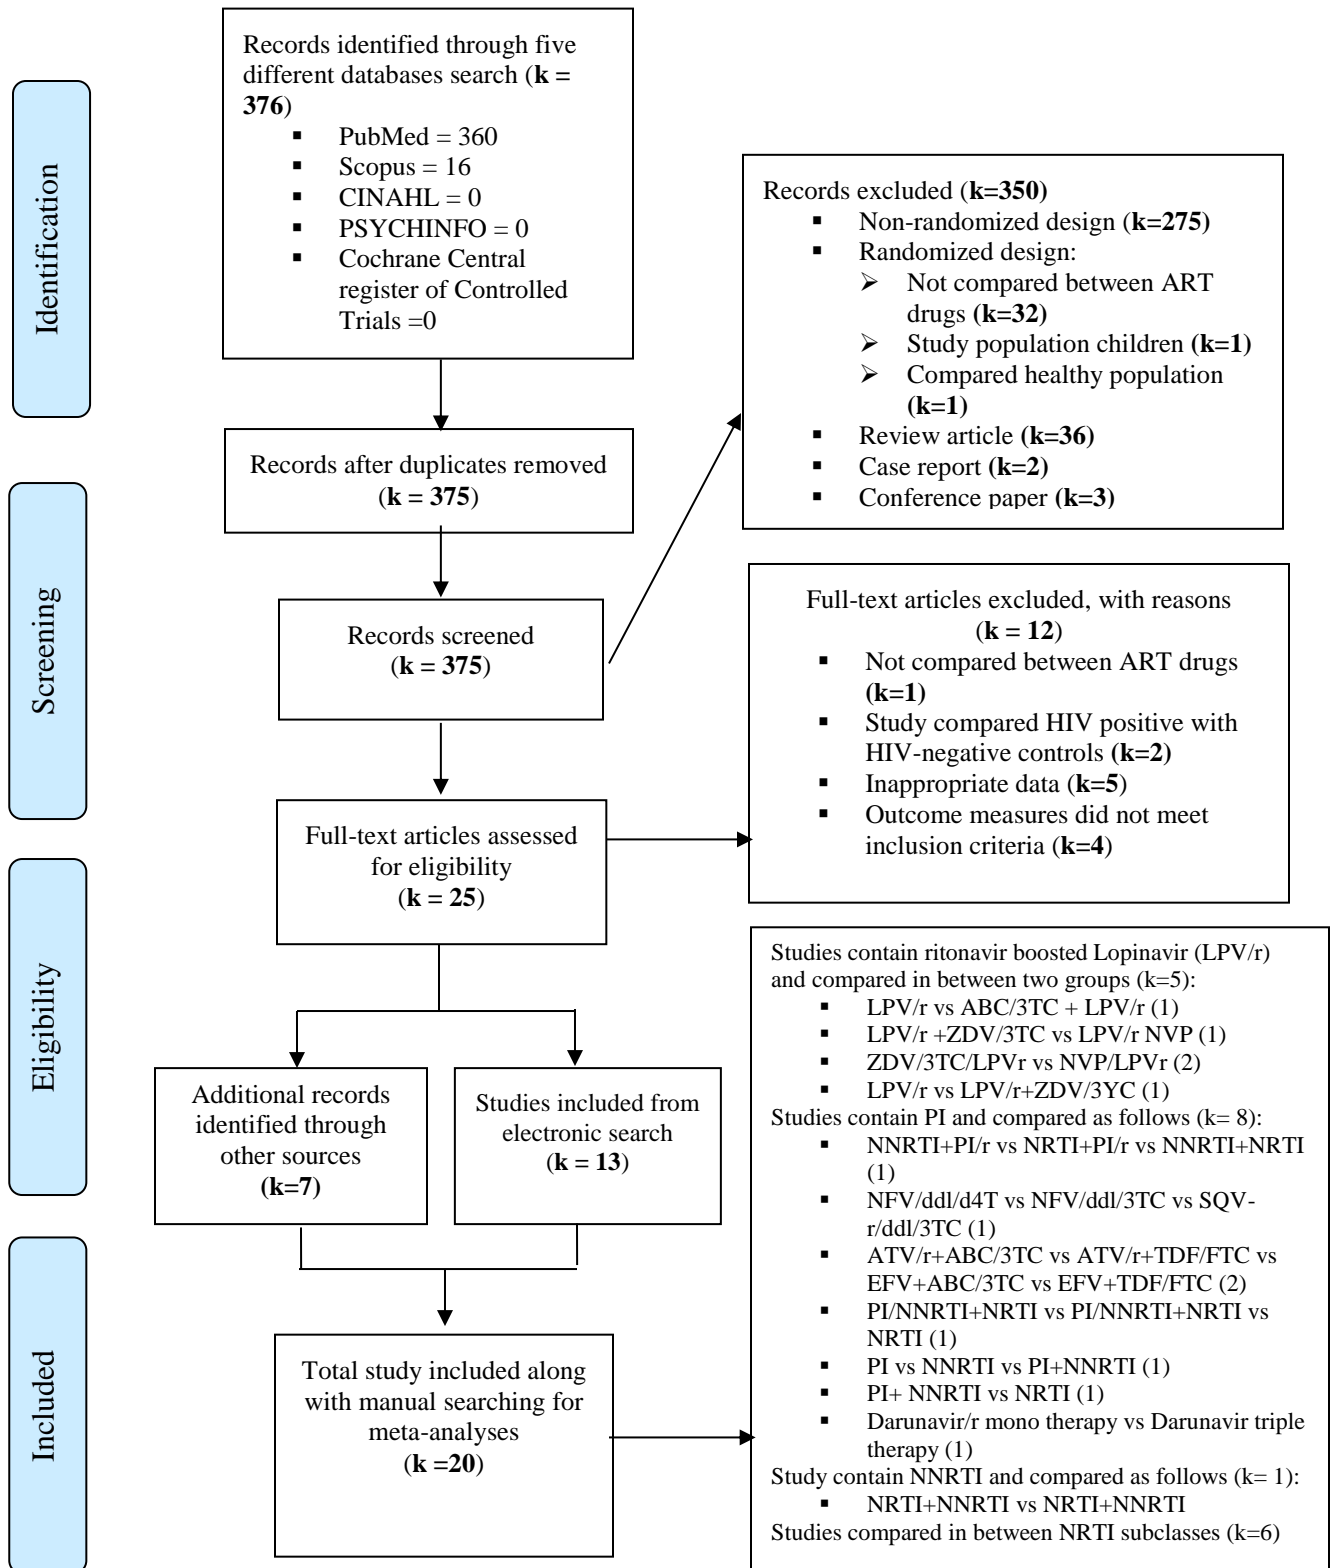 Records identified through five
different databases search (k =
376)
▪ PubMed = 360
▪ Scopus = 16
▪ CINAHL = 0
▪ PSYCHINFO = 0
▪ Cochrane Central
register of Controlled
Trials =0
Identification
Records excluded (k=350)
▪ Non-randomized design (k=275)
▪ Randomized design:
➢ Not compared between ART
drugs (k=32)
➢ Study population children (k=1)
➢ Compared healthy population
(k=1)
▪ Review article (k=36)
▪ Case report (k=2)
▪ Conference paper (k=3)
Records after duplicates removed
(k = 375)
Screening
Records screened
(k = 375)
Full-text articles excluded, with reasons
(k = 12)
▪ Not compared between ART drugs
(k=1)
▪ Study compared HIV positive with
HIV-negative controls (k=2)
▪ Inappropriate data (k=5)
▪ Outcome measures did not meet
inclusion criteria (k=4)
Full-text articles assessed
for eligibility
(k = 25)
Eligibility
Additional records
identified through
other sources
(k=7)
Studies included from
electronic search
(k = 13)
Included
Total study included along
with manual searching for
meta-analyses
(k =20)
Studies contain ritonavir boosted Lopinavir (LPV/r)
and compared in between two groups (k=5):
▪ LPV/r vs ABC/3TC + LPV/r (1)
▪ LPV/r +ZDV/3TC vs LPV/r NVP (1)
▪ ZDV/3TC/LPVr vs NVP/LPVr (2)
▪ LPV/r vs LPV/r+ZDV/3YC (1)
Studies contain PI and compared as follows (k= 8):
▪ NNRTI+PI/r vs NRTI+PI/r vs NNRTI+NRTI
(1)
▪ NFV/ddl/d4T vs NFV/ddl/3TC vs SQV-
r/ddl/3TC (1)
▪ ATV/r+ABC/3TC vs ATV/r+TDF/FTC vs
EFV+ABC/3TC vs EFV+TDF/FTC (2)
▪ PI/NNRTI+NRTI vs PI/NNRTI+NRTI vs
NRTI (1)
▪ PI vs NNRTI vs PI+NNRTI (1)
▪ PI+ NNRTI vs NRTI (1)
▪ Darunavir/r mono therapy vs Darunavir triple
therapy (1)
Study contain NNRTI and compared as follows (k= 1):
▪ NRTI+NNRTI vs NRTI+NNRTI
Studies compared in between NRTI subclasses (k=6)